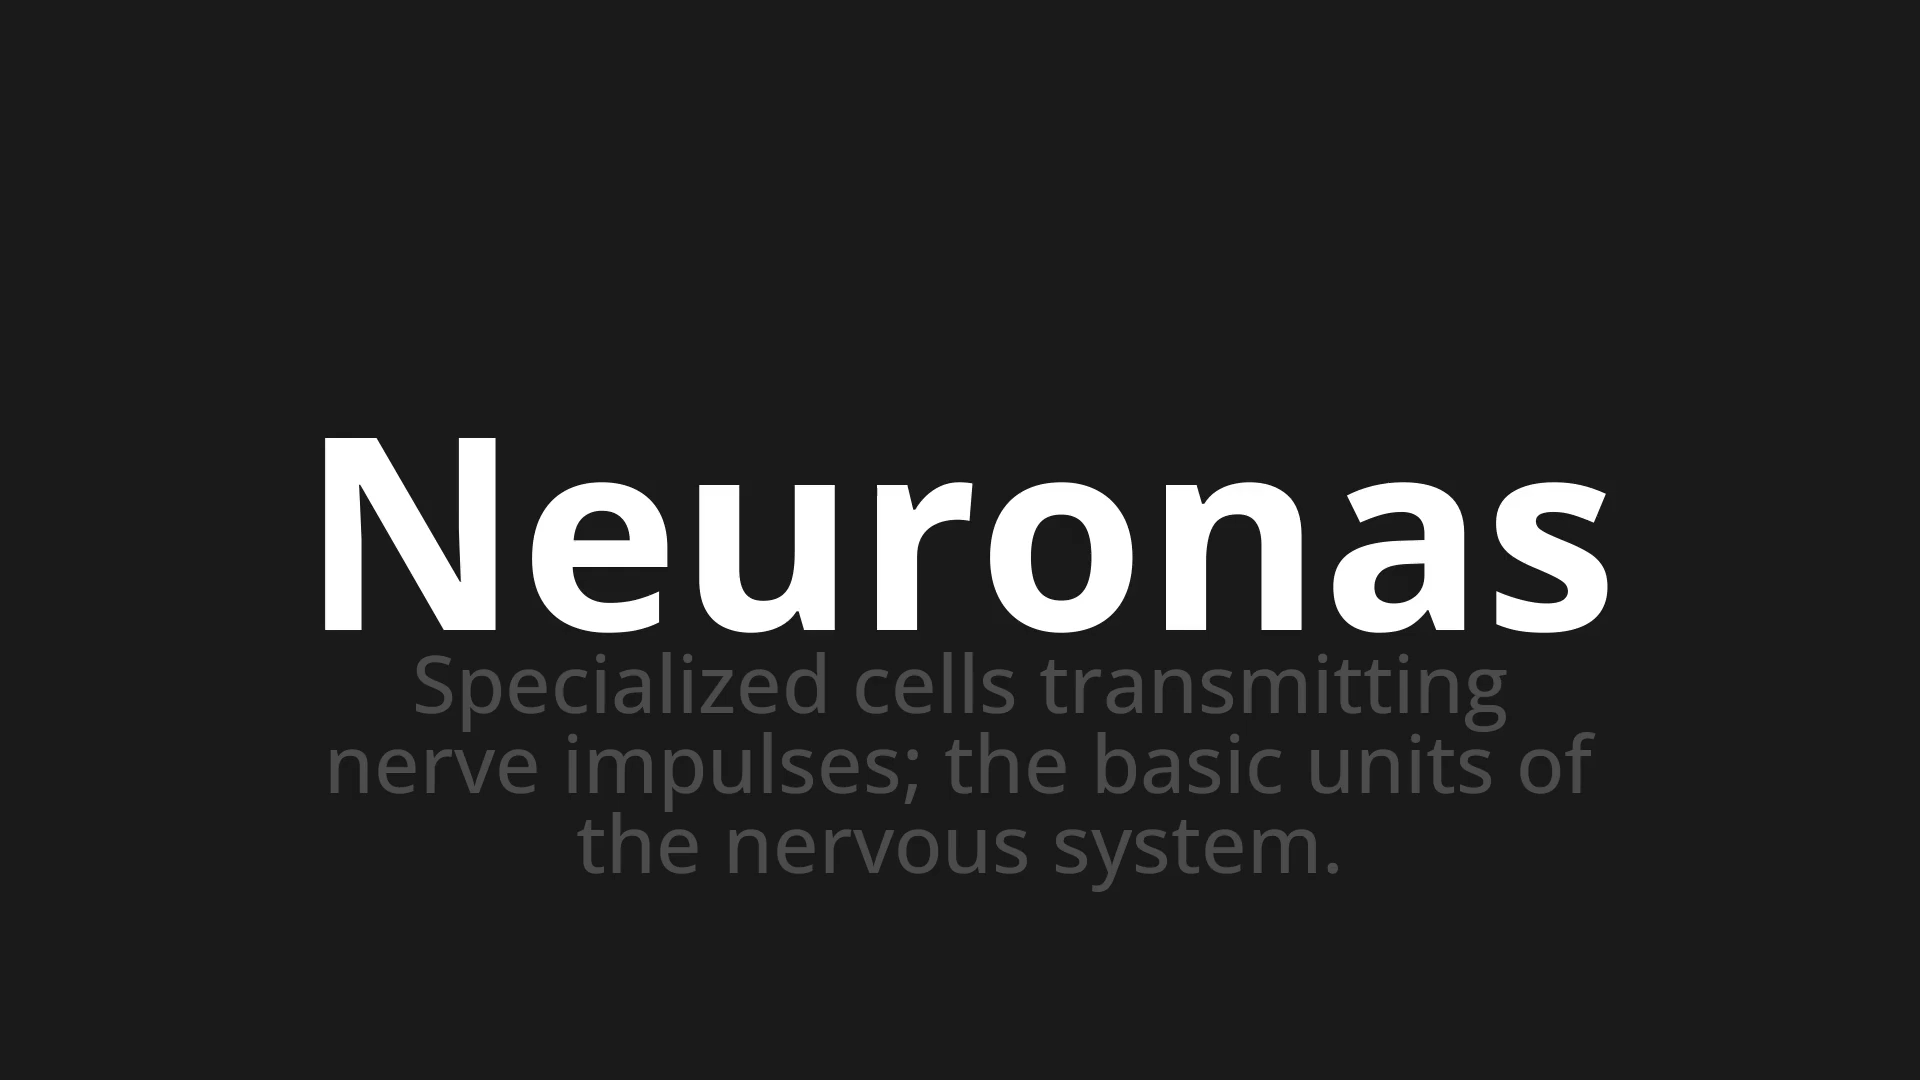 Neuronas
Specialized cells transmitting
nerve impulses; the basic units of
the nervous system.